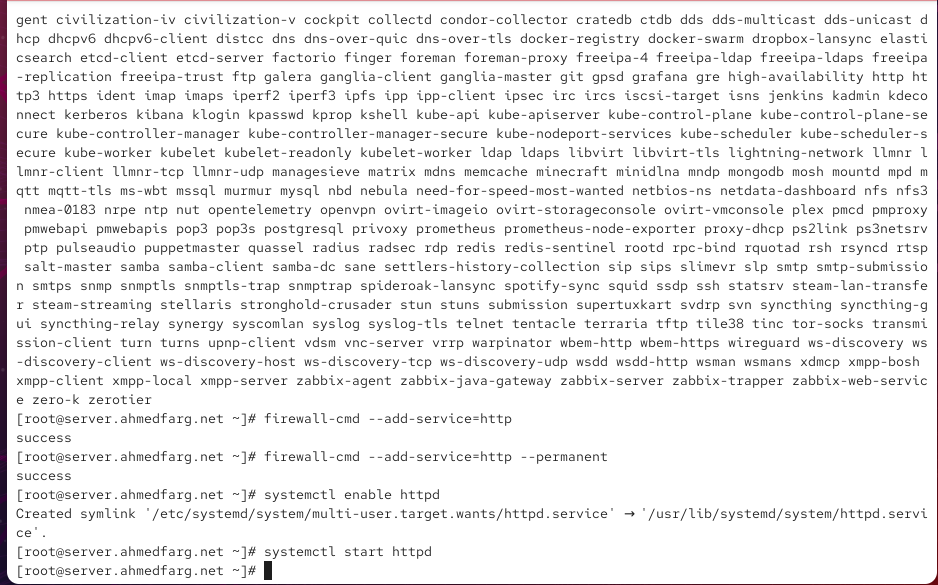 gent civilization-iv civilization-v cockpit collectd condor-collector cratedb ctdb dds dds-multicast dds-unicast d
hcp dhcpv6 dhcpv6-client distcc dns dns-over-quic dns-over-tls docker-registry docker-swarm dropbox-lansync elasti
csearch etcd-client etcd-server factorio finger foreman foreman-proxy freeipa-4 freeipa-ldap freeipa-ldaps freeipa
-replication freeipa-trust ftp galera ganglia-client ganglia-master git gpsd grafana gre high-availability http ht
tp3 https ident imap imaps iperf2 iperf3 ipfs ipp ipp-client ipsec irc ircs iscsi-target isns jenkins kadmin kdeco
nnect kerberos kibana klogin kpasswd kprop kshell kube-api kube-apiserver kube-control-plane kube-control-plane-se
cure kube-controller-manager kube-controller-manager-secure kube-nodeport-services kube-scheduler kube-scheduler-s
ecure kube-worker kubelet kubelet-readonly kubelet-worker ldap ldaps libvirt libvirt-tls lightning-network llmnr l
lmnr-client llmnr-tcp llmnr-udp managesieve matrix mdns memcache minecraft minidlna mndp mongodb mosh mountd mpd m
qtt mqtt-tls ms-wbt mssql murmur mysql nbd nebula need-for-speed-most-wanted netbios-ns netdata-dashboard nfs nfs3
 nmea-0183 nrpe ntp nut opentelemetry openvpn ovirt-imageio ovirt-storageconsole ovirt-vmconsole plex pmcd pmproxy
 pmwebapi pmwebapis pop3 pop3s postgresql privoxy prometheus prometheus-node-exporter proxy-dhcp ps2link ps3netsrv
 ptp pulseaudio puppetmaster quassel radius radsec rdp redis redis-sentinel rootd rpc-bind rquotad rsh rsyncd rtsp
 salt-master samba samba-client samba-dc sane settlers-history-collection sip sips slimevr slp smtp smtp-submissio
n smtps snmp snmptls snmptls-trap snmptrap spideroak-lansync spotify-sync squid ssdp ssh statsrv steam-lan-transfe
r steam-streaming stellaris stronghold-crusader stun stuns submission supertuxkart svdrp svn syncthing syncthing-g
ui syncthing-relay synergy syscomlan syslog syslog-tls telnet tentacle terraria tftp tile38 tinc tor-socks transmi
ssion-client turn turns upnp-client vdsm vnc-server vrrp warpinator wbem-http wbem-https wireguard ws-discovery ws
-discovery-client ws-discovery-host ws-discovery-tcp ws-discovery-udp wsdd wsdd-http wsman wsmans xdmcp xmpp-bosh 
xmpp-client xmpp-local xmpp-server zabbix-agent zabbix-java-gateway zabbix-server zabbix-trapper zabbix-web-servic
e zero-k zerotier
[root@server.ahmedfarg.net ~]# firewall-cmd --add-service=http
success
[root@server.ahmedfarg.net ~]# firewall-cmd --add-service=http --permanent
success
[root@server.ahmedfarg.net ~]# systemctl enable httpd
Created symlink '/etc/systemd/system/multi-user.target.wants/httpd.service' → '/usr/lib/systemd/system/httpd.servi
ce'.
[root@server.ahmedfarg.net ~]# systemctl start httpd
[root@server.ahmedfarg.net ~]#